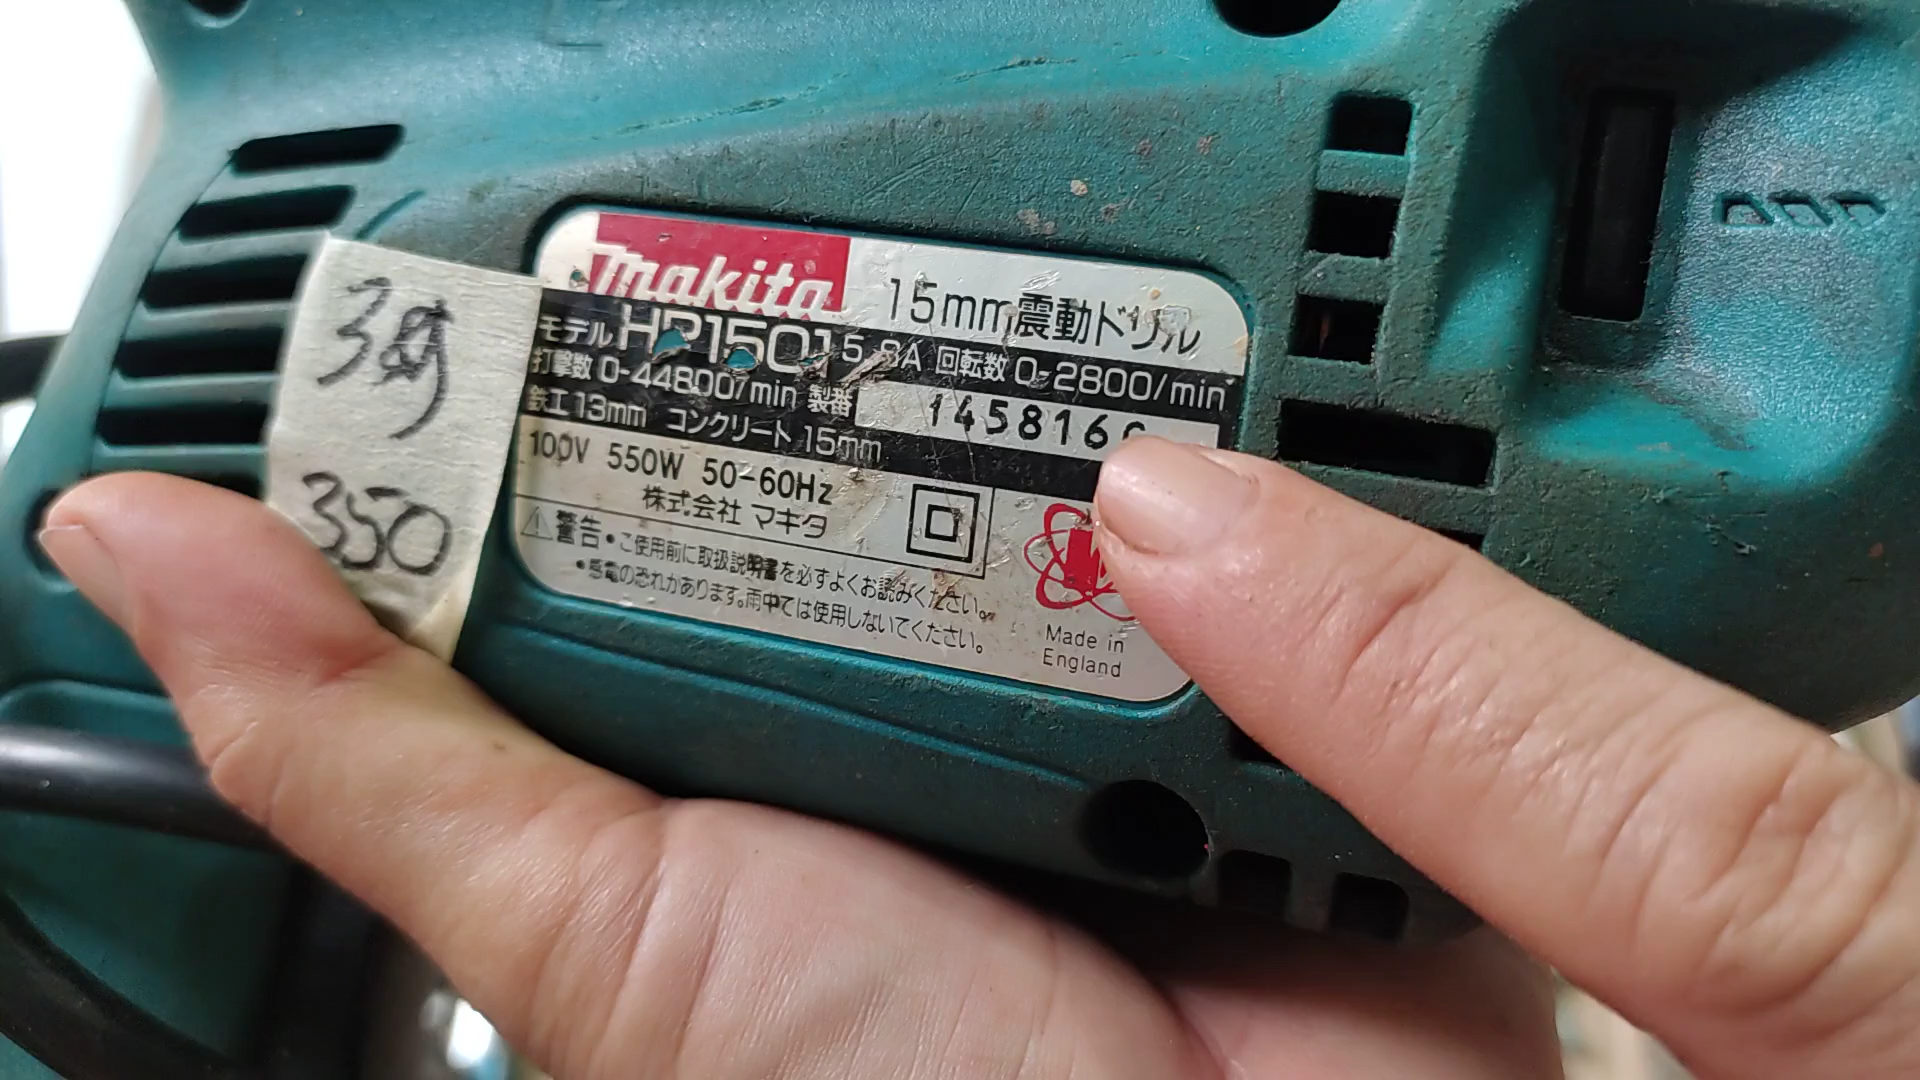 makita
15mm震動ドリル
モデル HP1501 5.8A 回転数 0-2800/min
打撃数 0-44800/min 製番 145816
鉄工 13mm コンクリート 15mm
100V 550W 50-60Hz
株式会社 マキタ
警告 •ご使用前に取扱説明書を必ずよくお読みください。
•感電の恐れがあります。雨中では使用しないでください。
Made in
England
350